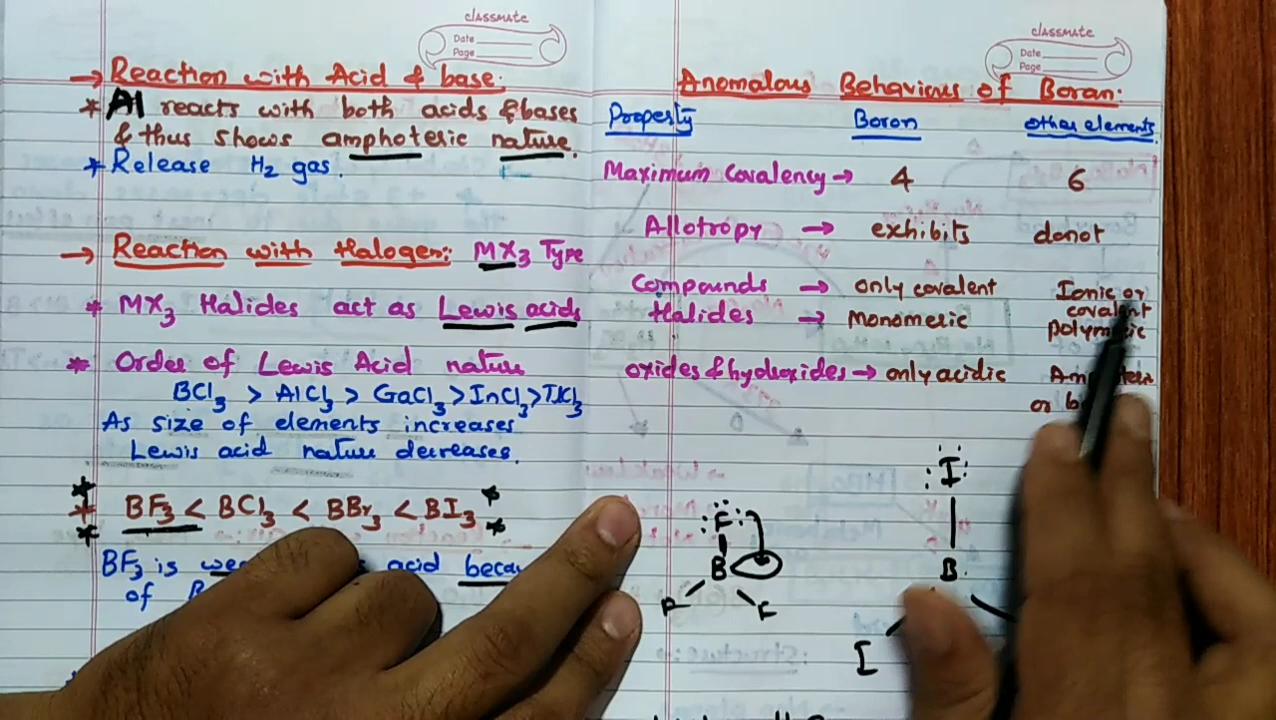 classmate
Date
Page
→ Reaction with Acid & base:
* Al reacts with both acids & bases
& thus shows amphoteric nature.
* Release H₂ gas.
→ Reaction with Halogen: MX₃ Type
* MX₃ Halides act as Lewis acids
* Order of Lewis Acid nature
BCl₃ > AlCl₃ > GaCl₃ > InCl₃ > TlCl₃
As size of elements increases
Lewis acid nature decreases.
* BF₃ < BCl₃ < BBr₃ < BI₃
BF₃ is acid
of
classmate
Date
Page
Anomalous Behaviour of Boran:
Property Boron other elements
Maximum Covalency → 4 6
Allotropy → exhibits donot
Compounds → only covalent Ionic or
covalent
Halides → Monomeric polymeric
oxides & hydroxides → only acidic
or
F
B
F F
I
B
I